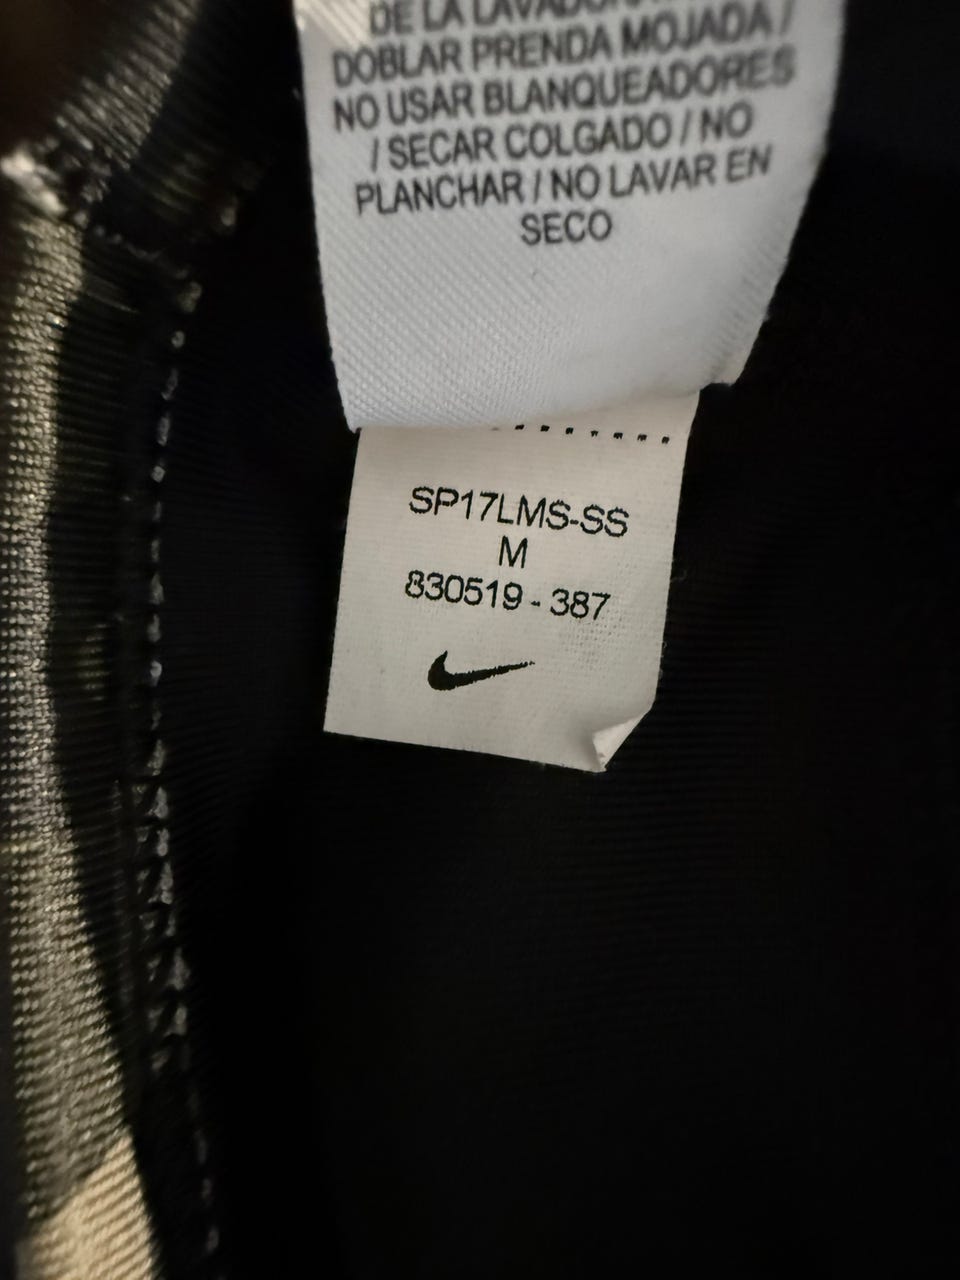 DE LA LAVADORA
DOBLAR PRENDA MOJADA /
NO USAR BLANQUEADORES
/ SECAR COLGADO / NO
PLANCHAR / NO LAVAR EN
SECO
SP17LMS-SS
M
830519 - 387